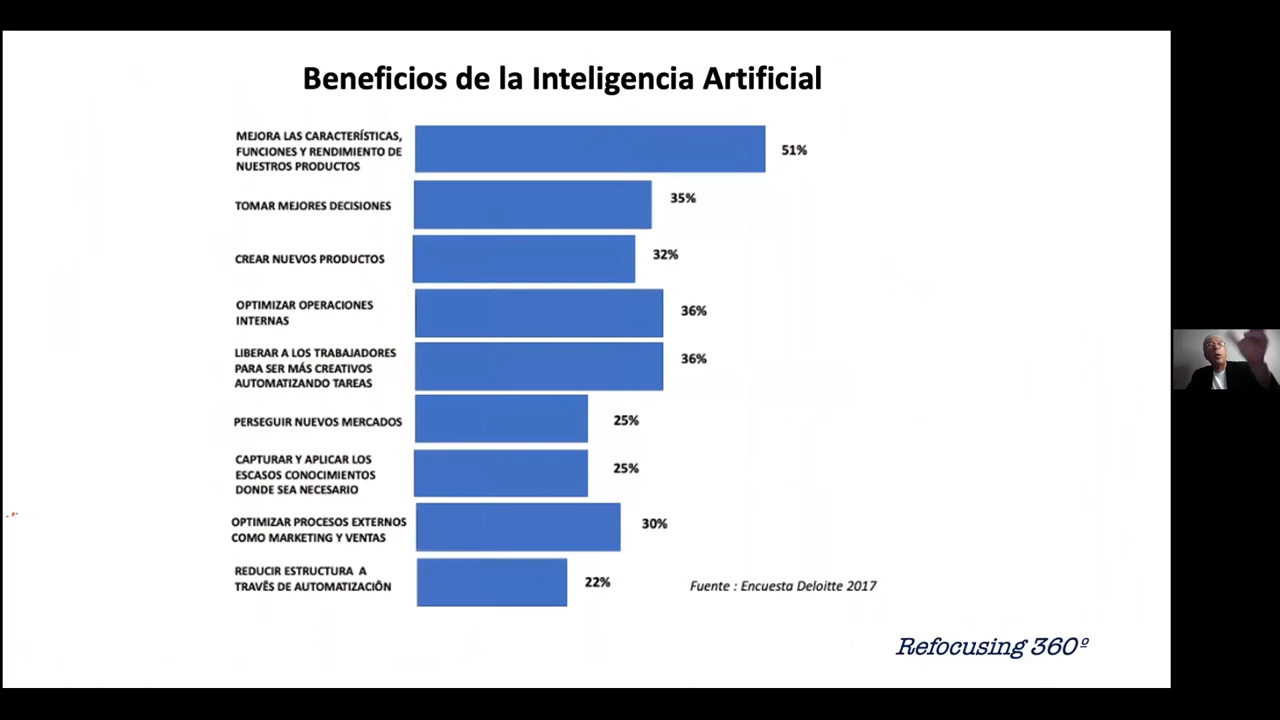 Beneficios de la Inteligencia Artificial
MEJORA LAS CARACTERÍSTICAS,
FUNCIONES Y RENDIMIENTO DE
NUESTROS PRODUCTOS
51%
TOMAR MEJORES DECISIONES
35%
CREAR NUEVOS PRODUCTOS
32%
OPTIMIZAR OPERACIONES
INTERNAS
36%
LIBERAR A LOS TRABAJADORES
PARA SER MÁS CREATIVOS
AUTOMATIZANDO TAREAS
36%
PERSEGUIR NUEVOS MERCADOS
25%
CAPTURAR Y APLICAR LOS
ESCASOS CONOCIMIENTOS
DONDE SEA NECESARIO
25%
OPTIMIZAR PROCESOS EXTERNOS
COMO MARKETING Y VENTAS
30%
REDUCIR ESTRUCTURA A
TRAVÊS DE AUTOMATIZACIÔN
22%
Fuente : Encuesta Deloitte 2017
Refocusing 360º